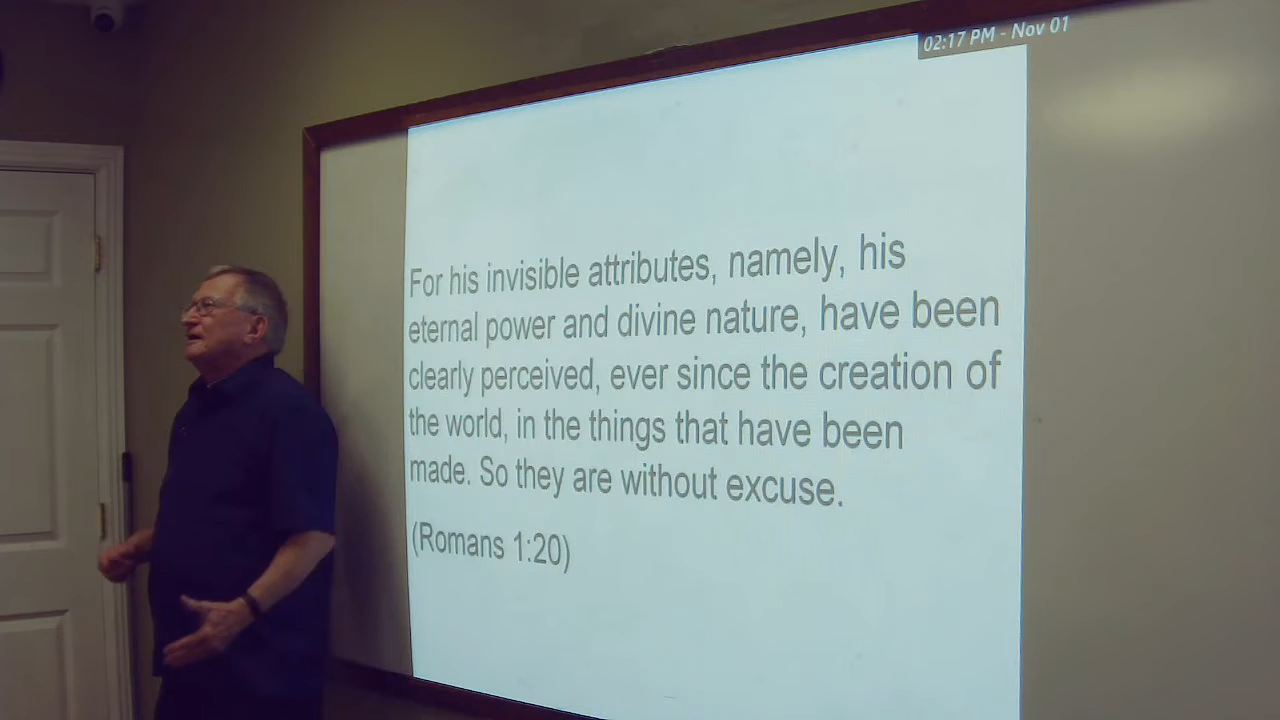 02:17 PM - Nov 01
For his invisible attributes, namely, his
eternal power and divine nature, have been
clearly perceived, ever since the creation of
the world, in the things that have been
made. So they are without excuse.
(Romans 1:20)